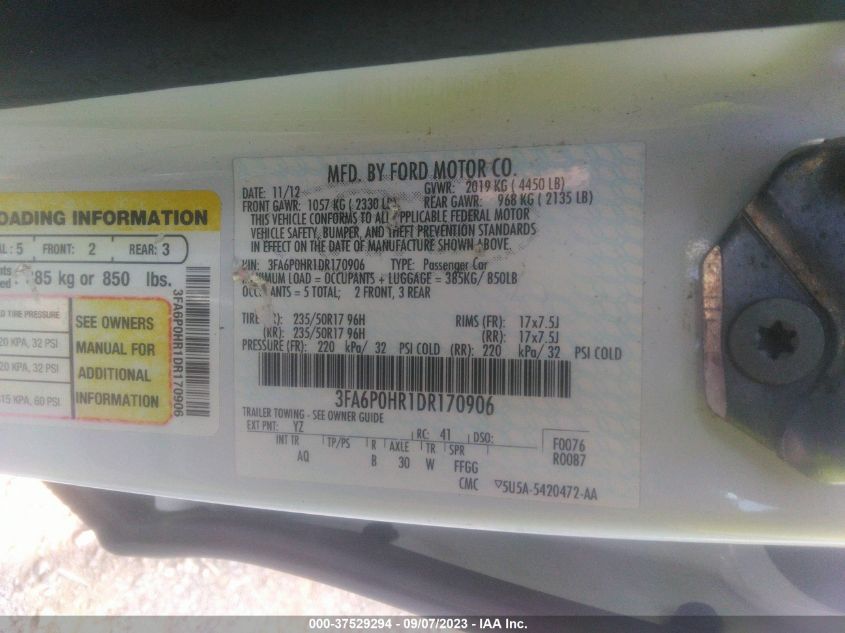 LOADING INFORMATION
AL: 5 FRONT: 2 REAR: 3
385 kg or 850 lbs.
TIRE PRESSURE
KPA, 32 PSI
KPA, 32 PSI
KPA, 60 PSI
SEE OWNERS
MANUAL FOR
ADDITIONAL
INFORMATION
3FA6P0HR1DR170906
MFD. BY FORD MOTOR CO.
DATE: 11/12 GVWR: 2019 KG ( 4450 LB)
FRONT GAWR: 1057 KG ( 2330 LB) REAR GAWR: 968 KG ( 2135 LB)
THIS VEHICLE CONFORMS TO ALL APPLICABLE FEDERAL MOTOR
VEHICLE SAFETY, BUMPER, AND THEFT PREVENTION STANDARDS
IN EFFECT ON THE DATE OF MANUFACTURE SHOWN ABOVE.
VIN: 3FA6P0HR1DR170906 TYPE: Passenger Car
MAXIMUM LOAD = OCCUPANTS + LUGGAGE = 385KG/ 850LB
OCCUPANTS = 5 TOTAL; 2 FRONT, 3 REAR
TIRE(FR): 235/50R17 96H RIMS (FR): 17x7.5J
(RR): 235/50R17 96H (RR): 17x7.5J
PRESSURE (FR): 220 kPa/ 32 PSI COLD (RR): 220 kPa/ 32 PSI COLD
3FA6P0HR1DR170906
TRAILER TOWING - SEE OWNER GUIDE
EXT PNT: YZ RC: 41 DSO: F0076
INT TR TP/PS R AXLE TR SPR R0087
AQ B 30 W FFGG
CMC ▽5U5A-5420472-AA
000-37529294 - 09/07/2023 - IAA Inc.